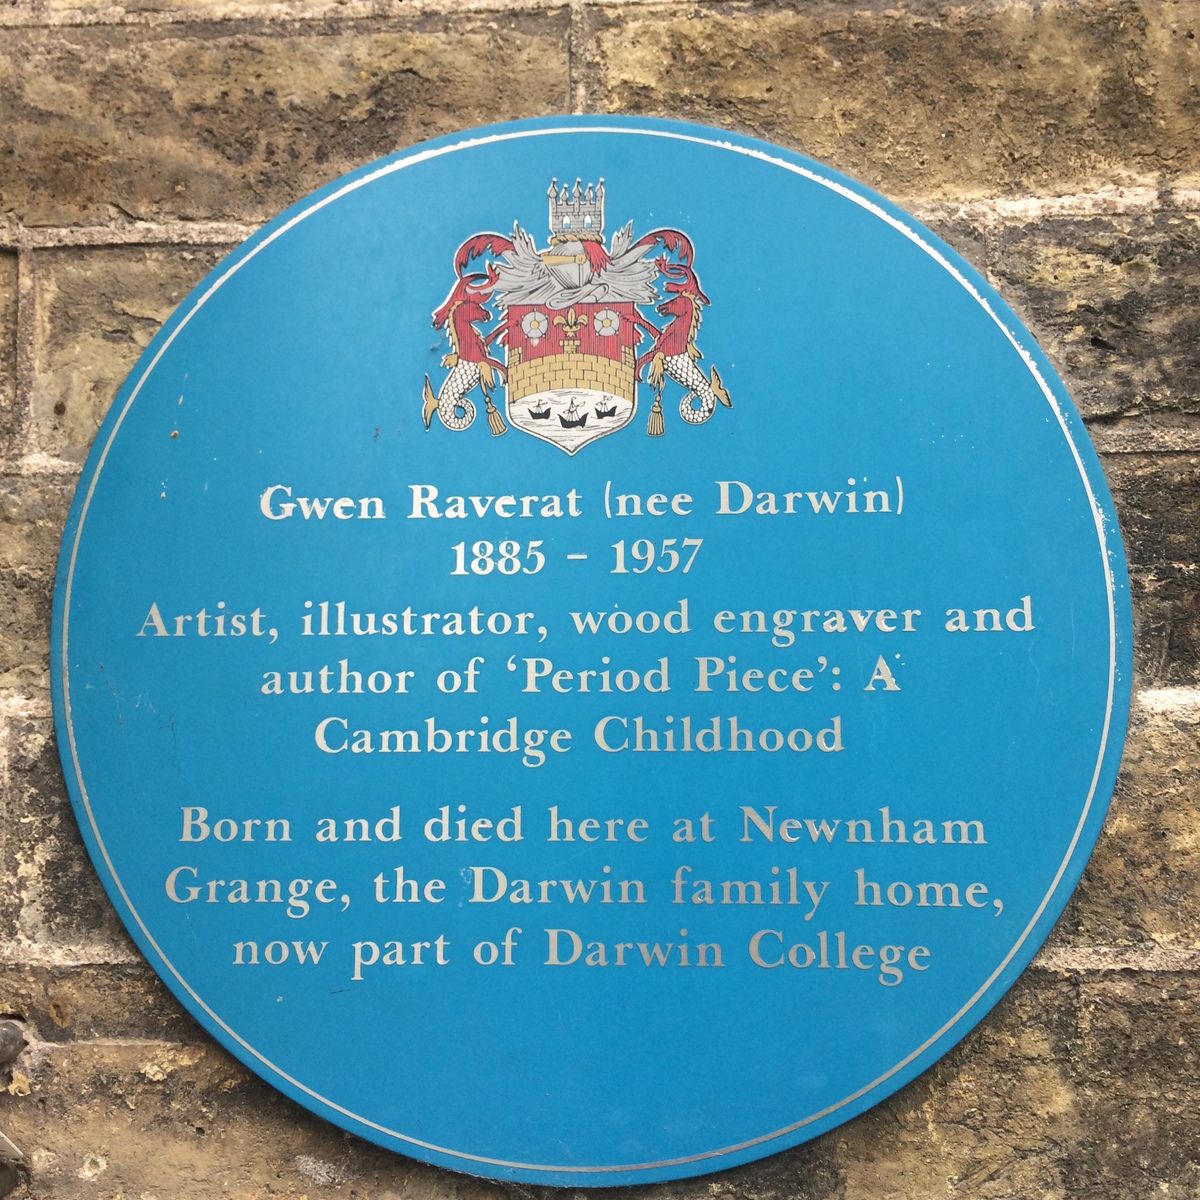 Gwen Raverat (nee Darwin)
1885 – 1957
Artist, illustrator, wood engraver and
author of ‘Period Piece’: A
Cambridge Childhood
Born and died here at Newnham
Grange, the Darwin family home,
now part of Darwin College